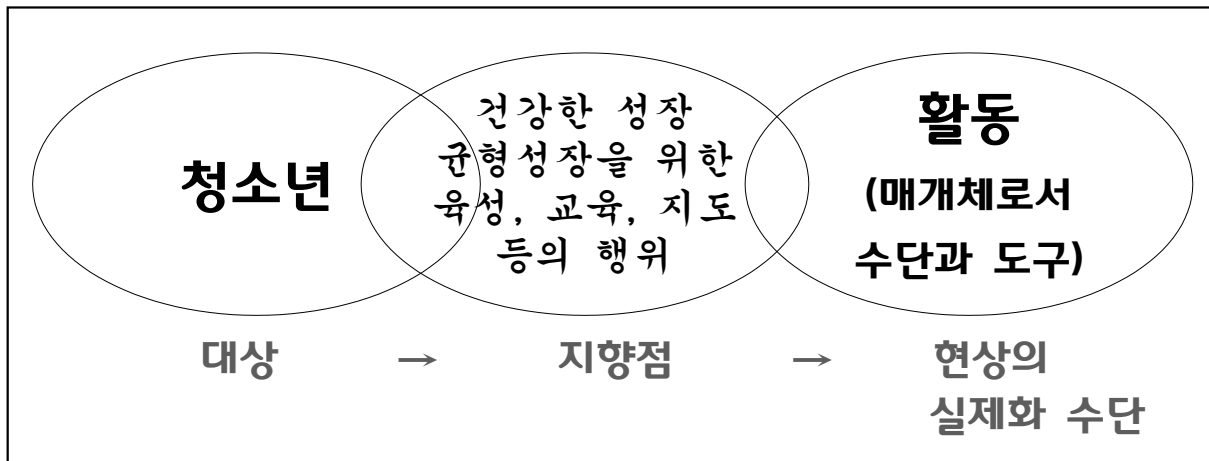 청소년
건강한 성장
균형성장을 위한
육성, 교육, 지도
등의 행위
활동
(매개체로서
수단과 도구)
대상 → 지향점 → 현상의
실제화 수단